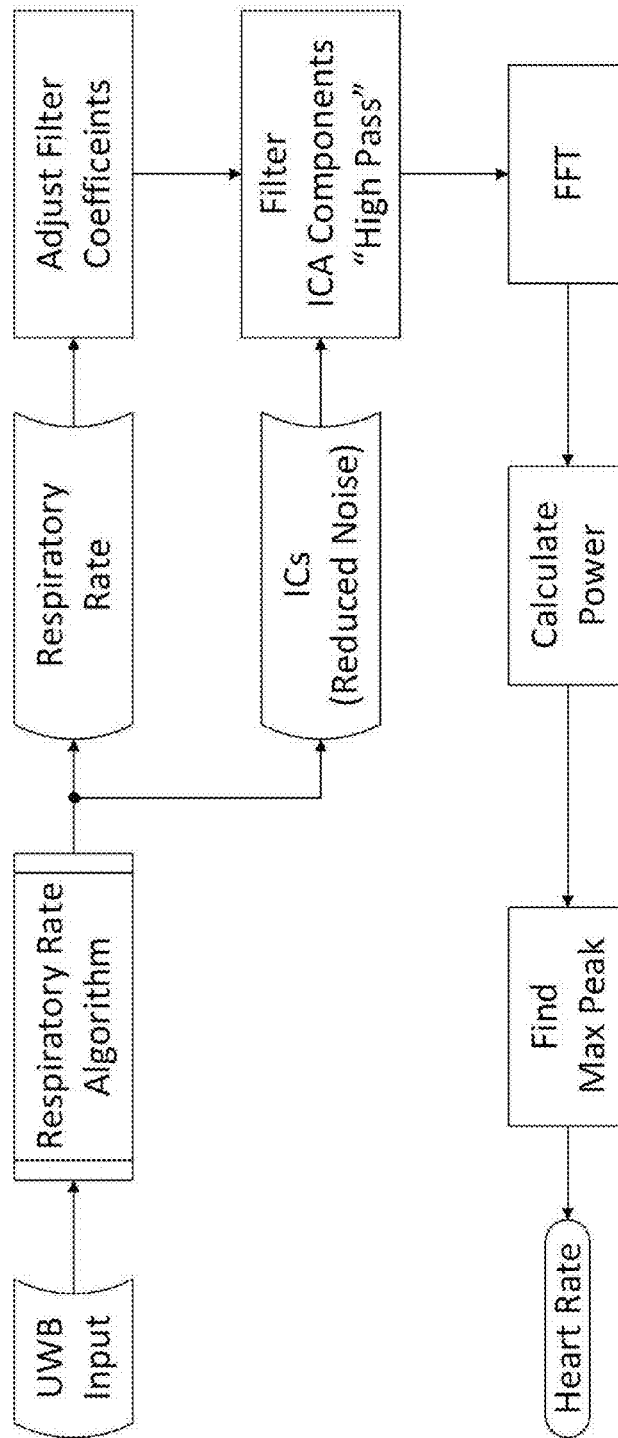 UWB
Input
Respiratory Rate
Algorithm
Respiratory
Rate
Adjust Filter
Coefficeints
ICs
(Reduced Noise)
Filter
ICA Components
“High Pass”
FFT
Calculate
Power
Find
Max Peak
Heart Rate